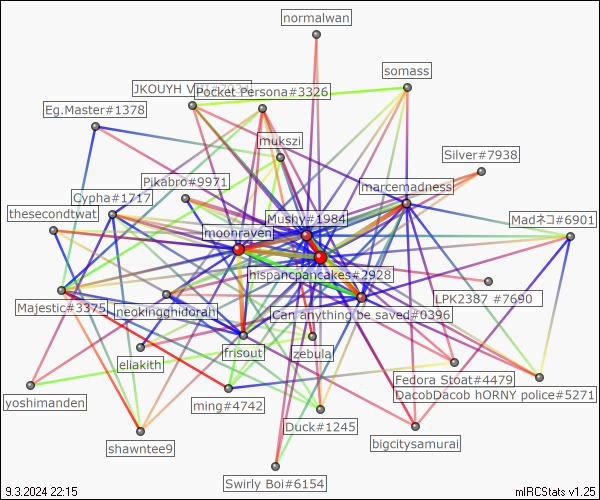 normalwan
somass
JKOUYH
Pocket Persona#3326
Eg.Master#1378
mukszi
Silver#7938
Pikabro#9971
marcemadness
Cypha#1717
thesecondtwat
Mushy#1984
Madネコ#6901
moonraven
hispancpancakes#2928
LPK2387 #7690
Majestic#3375
neokingghidorah
Can anything be saved#0396
eliakith
frisout
zebula
Fedora Stoat#4479
DacobDacob hORNY police#5271
yoshimanden
ming#4742
Duck#1245
bigcitysamurai
shawntee9
Swirly Boi#6154
9.3.2024 22:15
mIRCStats v1.25